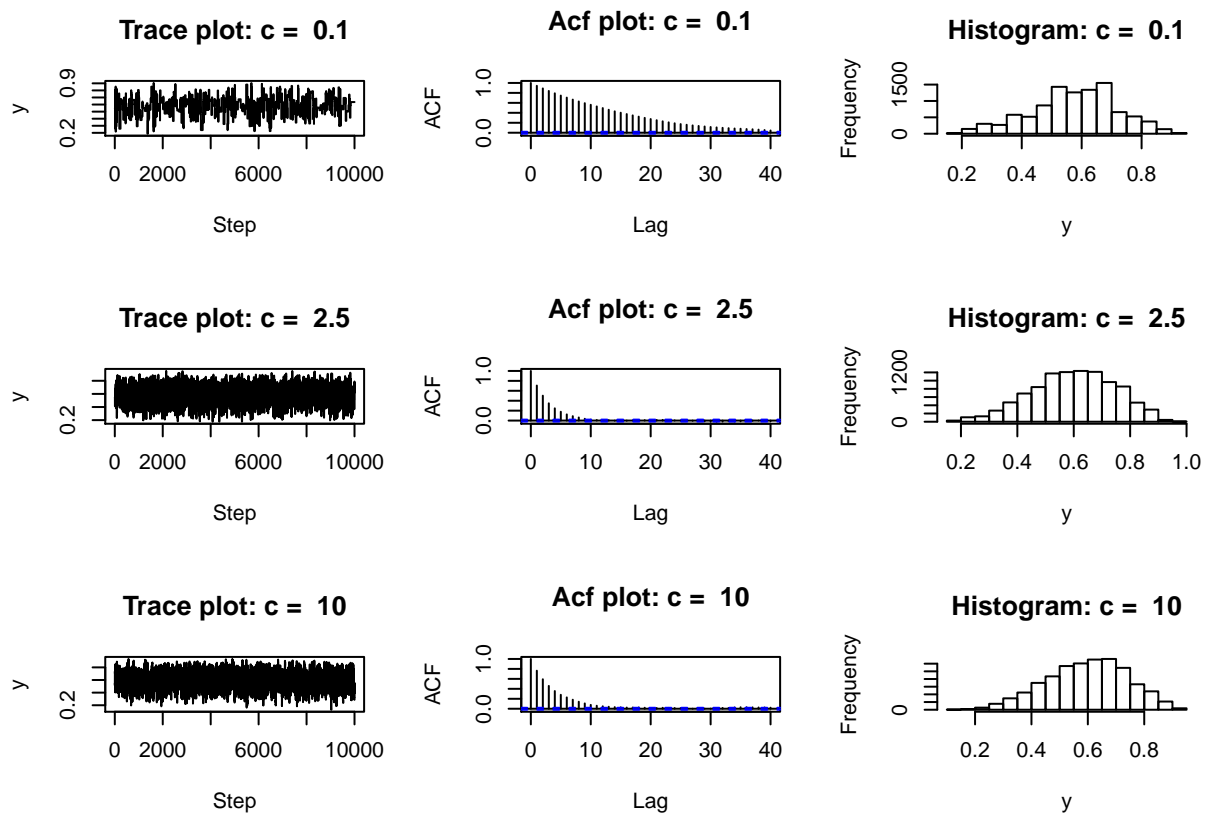 Trace plot: c = 0.1
y
0.2 0.9
0 2000 6000 10000
Step
Acf plot: c = 0.1
ACF
0.0 1.0
0 10 20 30 40
Lag
Histogram: c = 0.1
Frequency
0 1500
0.2 0.4 0.6 0.8
y
Trace plot: c = 2.5
y
0.2
0 2000 6000 10000
Step
Acf plot: c = 2.5
ACF
0.0 1.0
0 10 20 30 40
Lag
Histogram: c = 2.5
Frequency
0 1200
0.2 0.4 0.6 0.8 1.0
y
Trace plot: c = 10
y
0.2
0 2000 6000 10000
Step
Acf plot: c = 10
ACF
0.0 1.0
0 10 20 30 40
Lag
Histogram: c = 10
Frequency
0
0.2 0.4 0.6 0.8
y